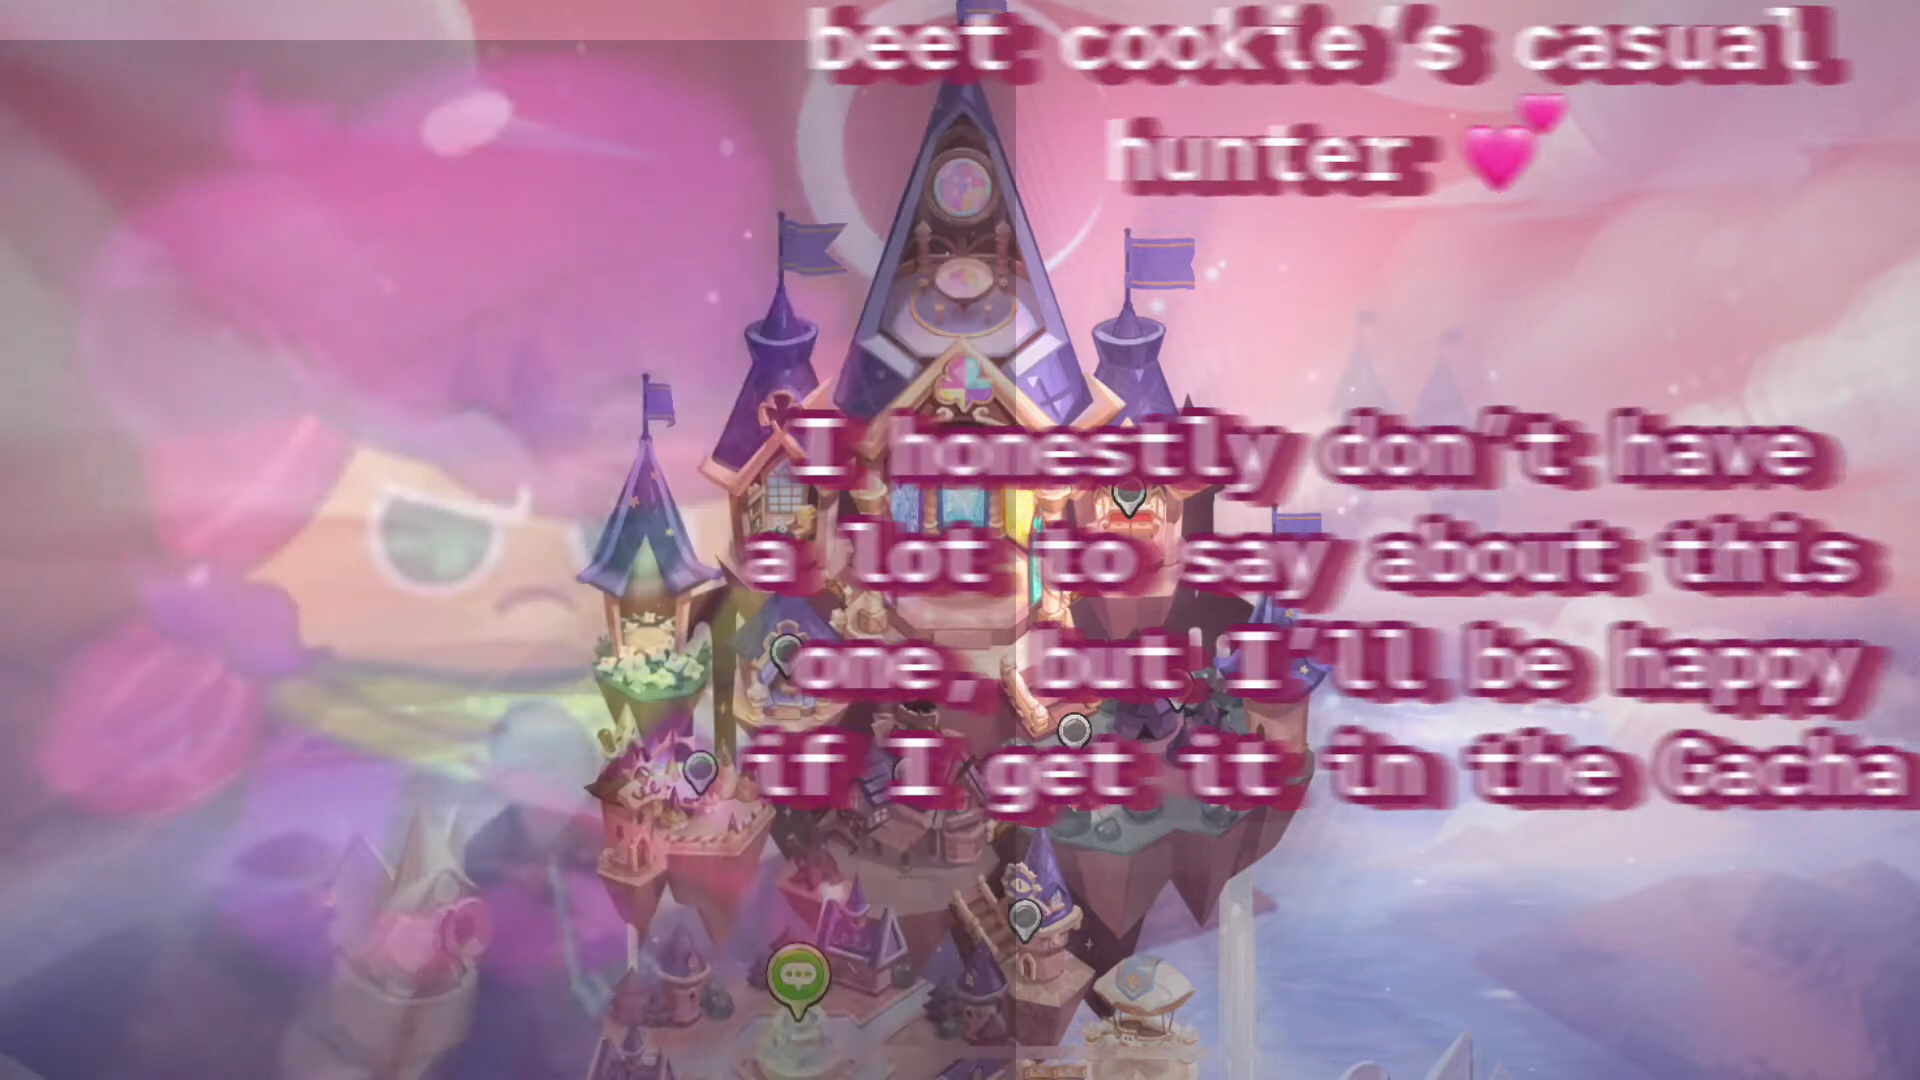 beet cookie's casual
hunter 💕
I honestly don't have
a lot to say about this
one, but I'll be happy
if I get it in the Gacha